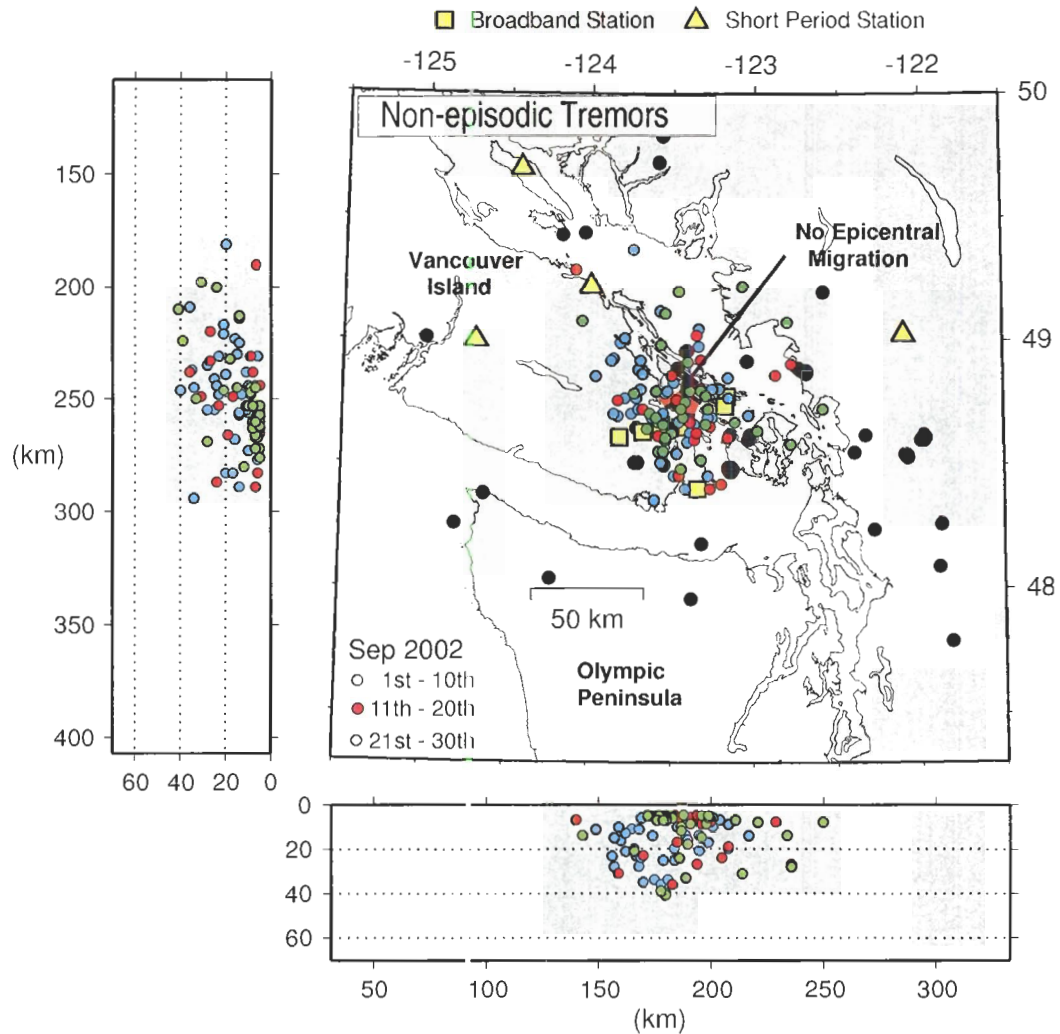 Broadband Station Short Period Station
-125 -124 -123 -122
50
Non-episodic Tremors
No Epicentral
Migration
Vancouver
Island
49
48
50 km
Sep 2002
1st - 10th
11th - 20th
21st - 30th
Olympic
Peninsula
150
200
250
(km)
300
350
400
60 40 20 0
0
20
40
60
50 100 150 200 250 300
(km)